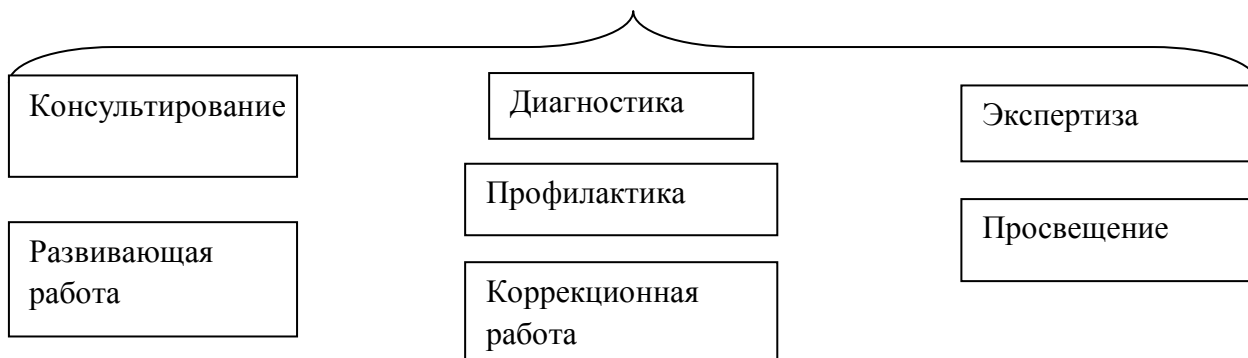 Консультирование
Диагностика
Экспертиза
Профилактика
Просвещение
Развивающая
работа
Коррекционная
работа